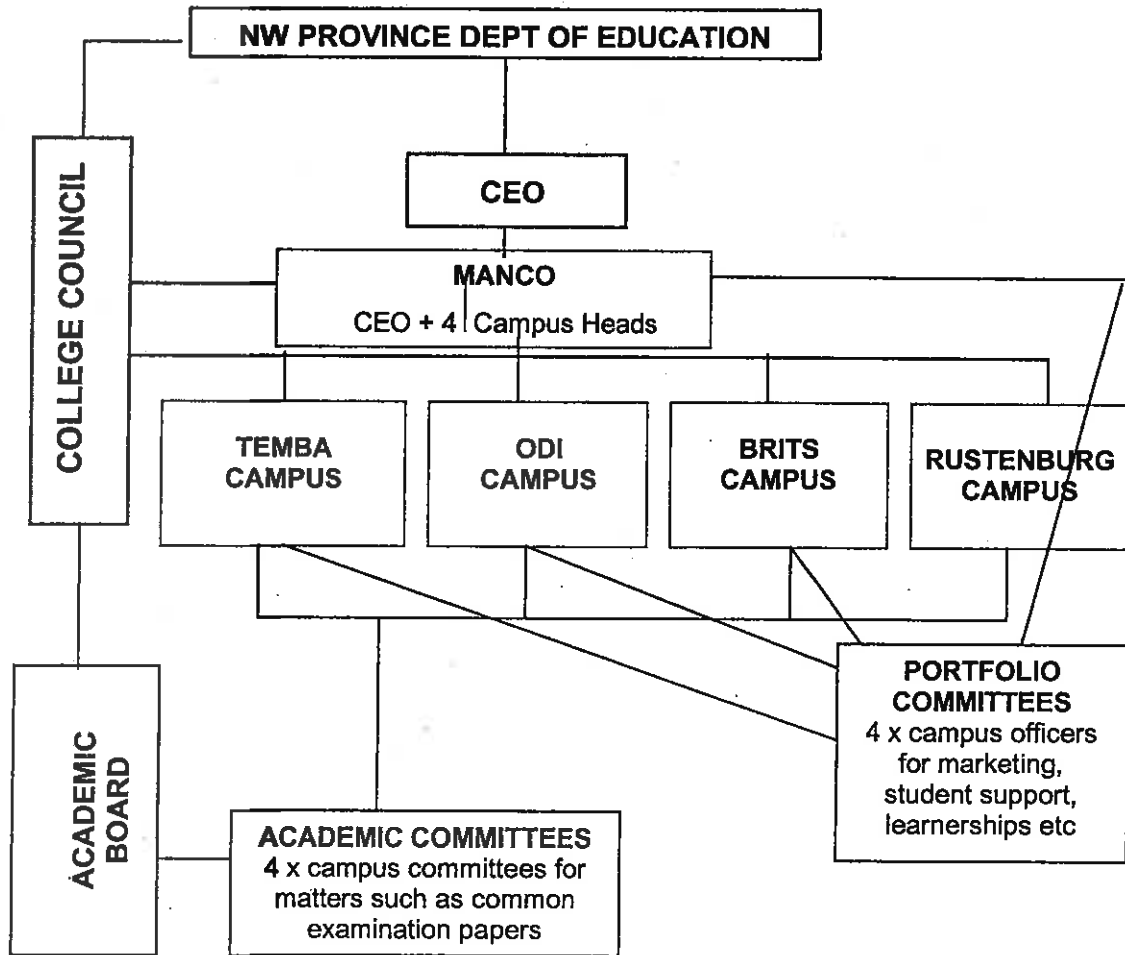 NW PROVINCE DEPT OF EDUCATION
COLLEGE COUNCIL
CEO
MANCO
CEO + 4 Campus Heads
TEMBA
CAMPUS
ODI
CAMPUS
BRITS
CAMPUS
RUSTENBURG
CAMPUS
ACADEMIC
BOARD
ACADEMIC COMMITTEES
4 x campus committees for
matters such as common
examination papers
PORTFOLIO
COMMITTEES
4 x campus officers
for marketing,
student support,
learnerships etc